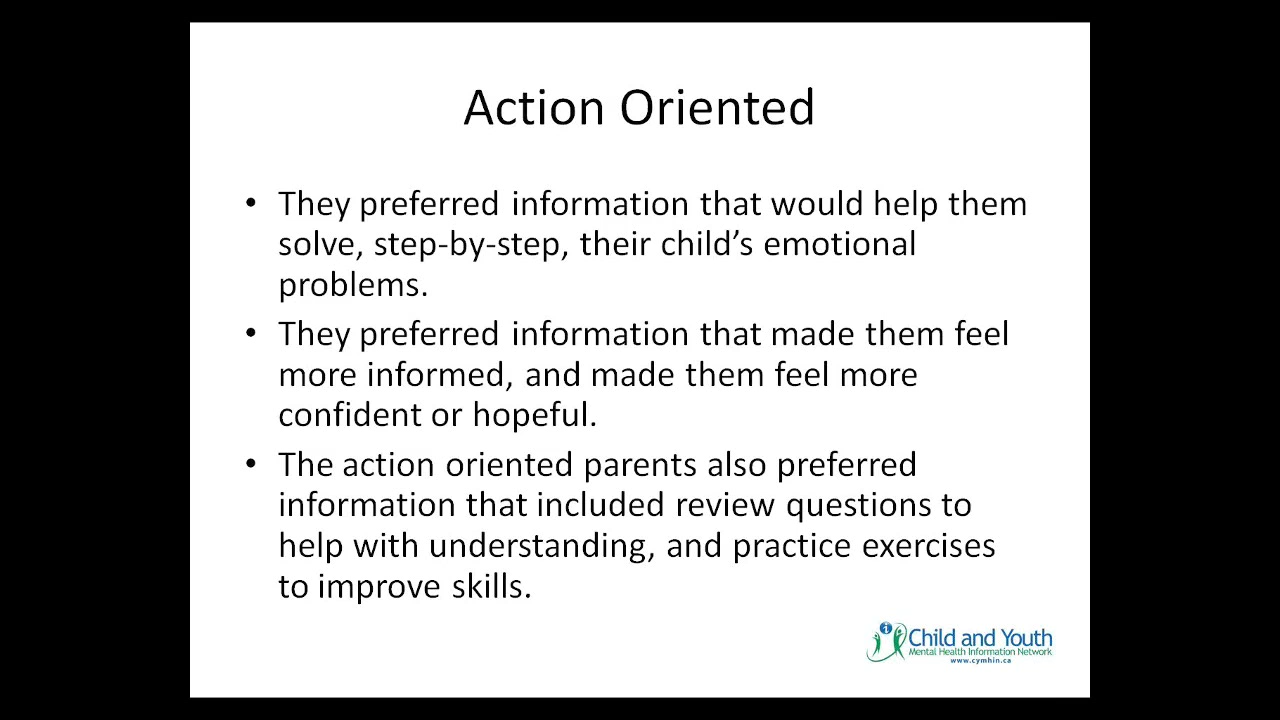 Action Oriented
• They preferred information that would help them
solve, step-by-step, their child’s emotional
problems.
• They preferred information that made them feel
more informed, and made them feel more
confident or hopeful.
• The action oriented parents also preferred
information that included review questions to
help with understanding, and practice exercises
to improve skills.
i
Child and Youth
Mental Health Information Network
www.cymhin.ca